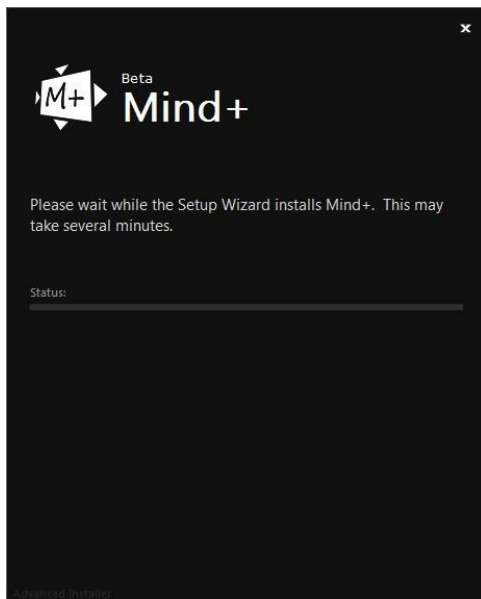 x
Beta
M+
Mind+
Please wait while the Setup Wizard installs Mind+. This may
take several minutes.
Status:
Advanced Installer